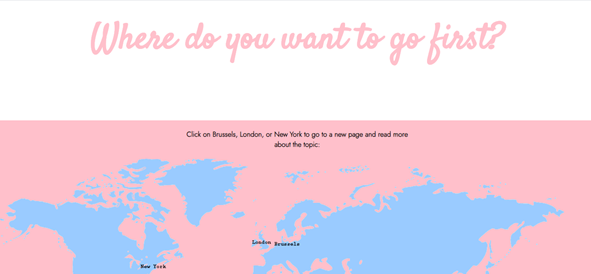 Where do you want to go first?
Click on Brussels, London, or New York to go to a new page and read more
about the topic:
London Brussels
New York